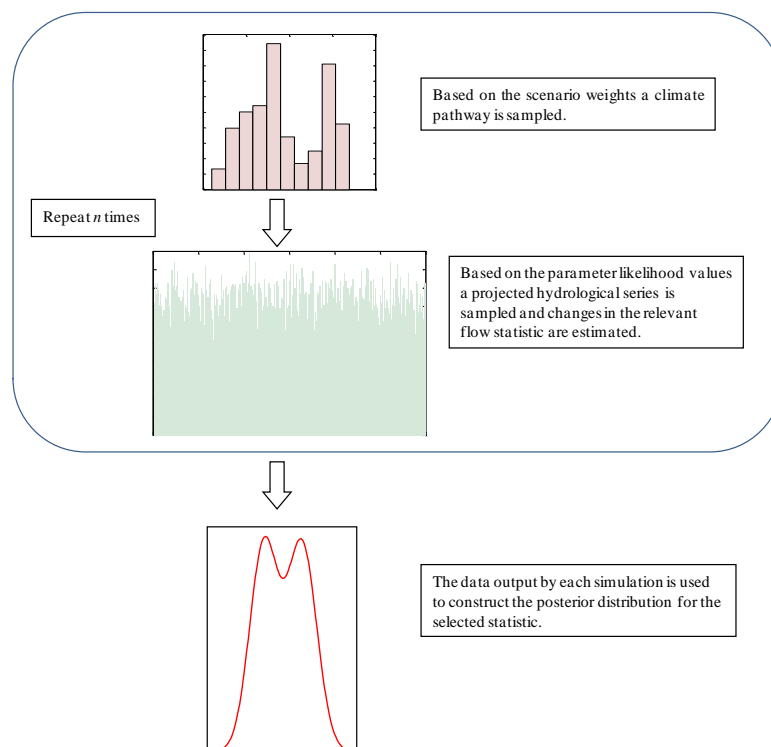 Based on the scenario weights a climate
pathway is sampled.
Repeat n times
Based on the parameter likelihood values
a projected hydrological series is
sampled and changes in the relevant
flow statistic are estimated.
The data output by each simulation is used
to construct the posterior distribution for the
selected statistic.